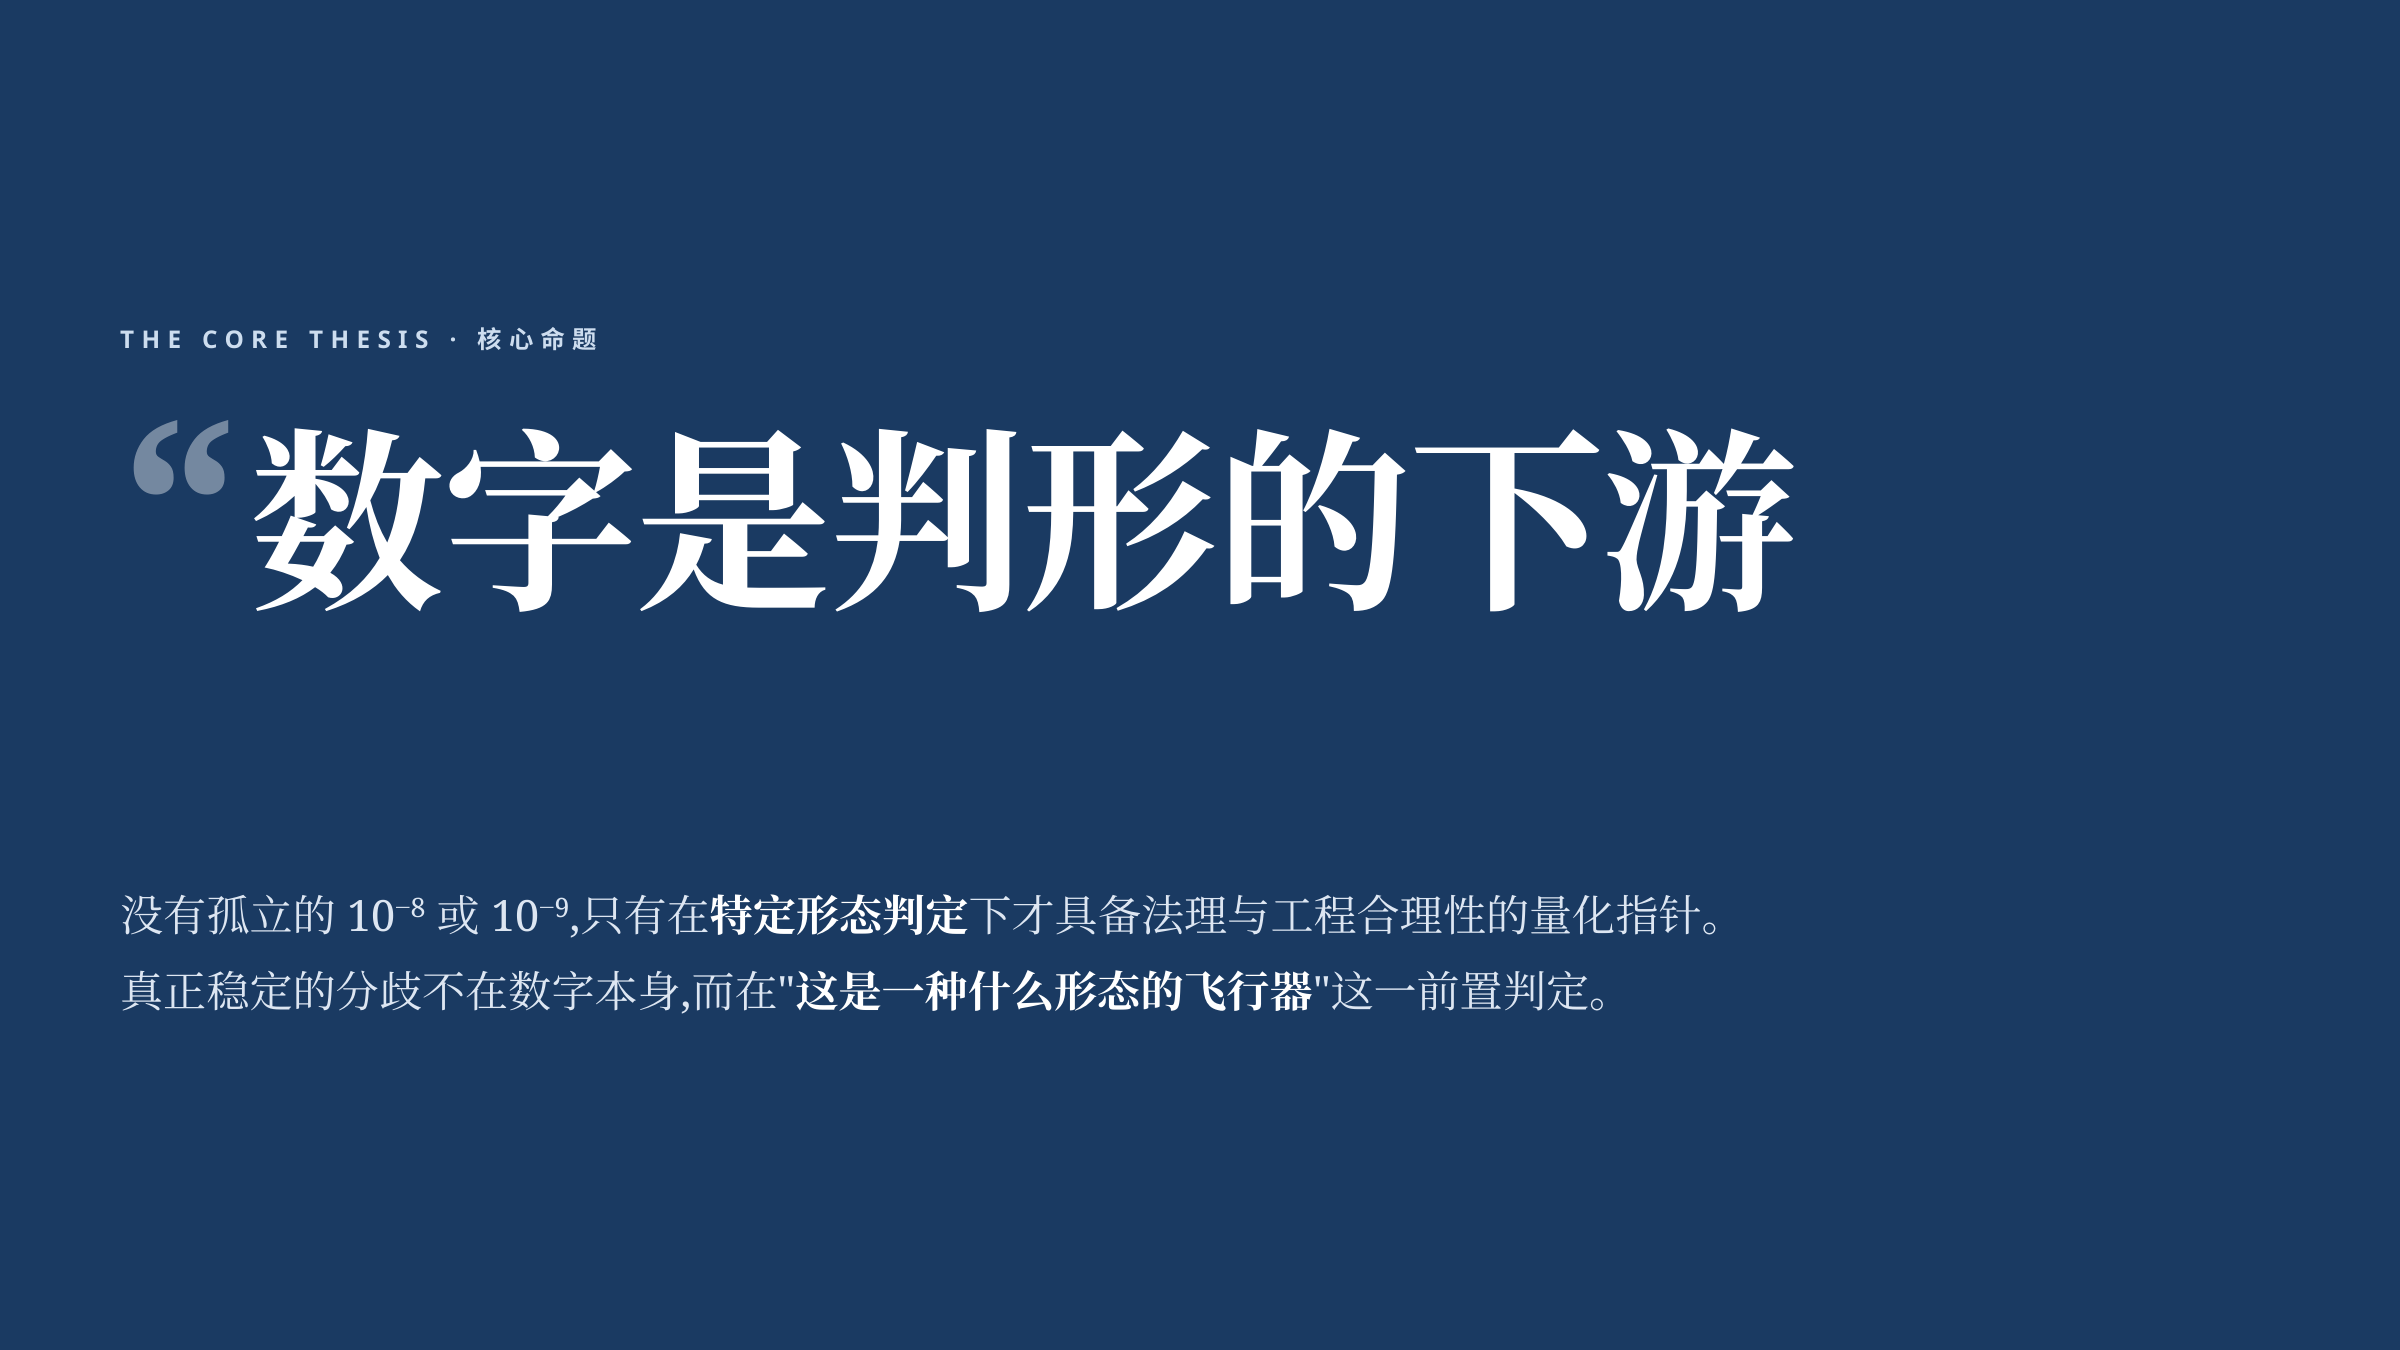 THE CORE THESIS · 核心命题
“数字是判形的下游
没有孤立的 10⁻⁸ 或 10⁻⁹,只有在特定形态判定下才具备法理与工程合理性的量化指针。
真正稳定的分歧不在数字本身,而在"这是一种什么形态的飞行器"这一前置判定。